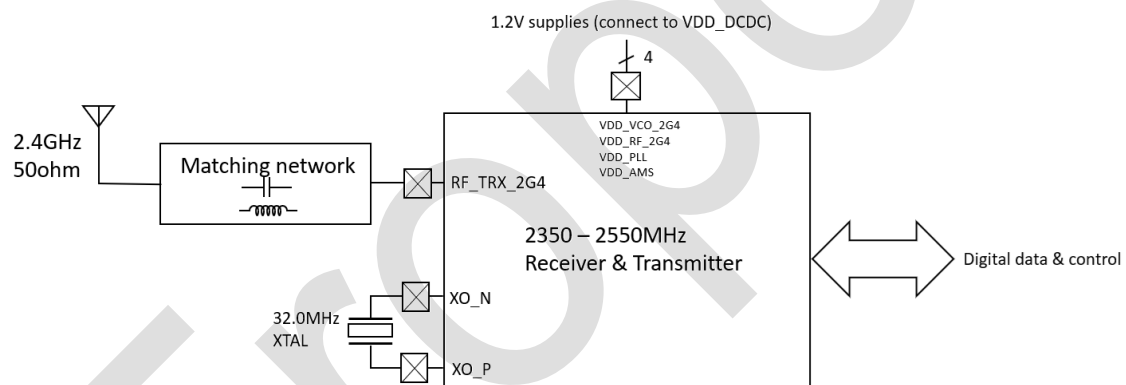 1.2V supplies (connect to VDD_DCDC)
4
VDD_VCO_2G4
VDD_RF_2G4
VDD_PLL
VDD_AMS
2.4GHz
50ohm
Matching network
RF_TRX_2G4
2350 – 2550MHz
Receiver & Transmitter
Digital data & control
XO_N
32.0MHz
XTAL
XO_P